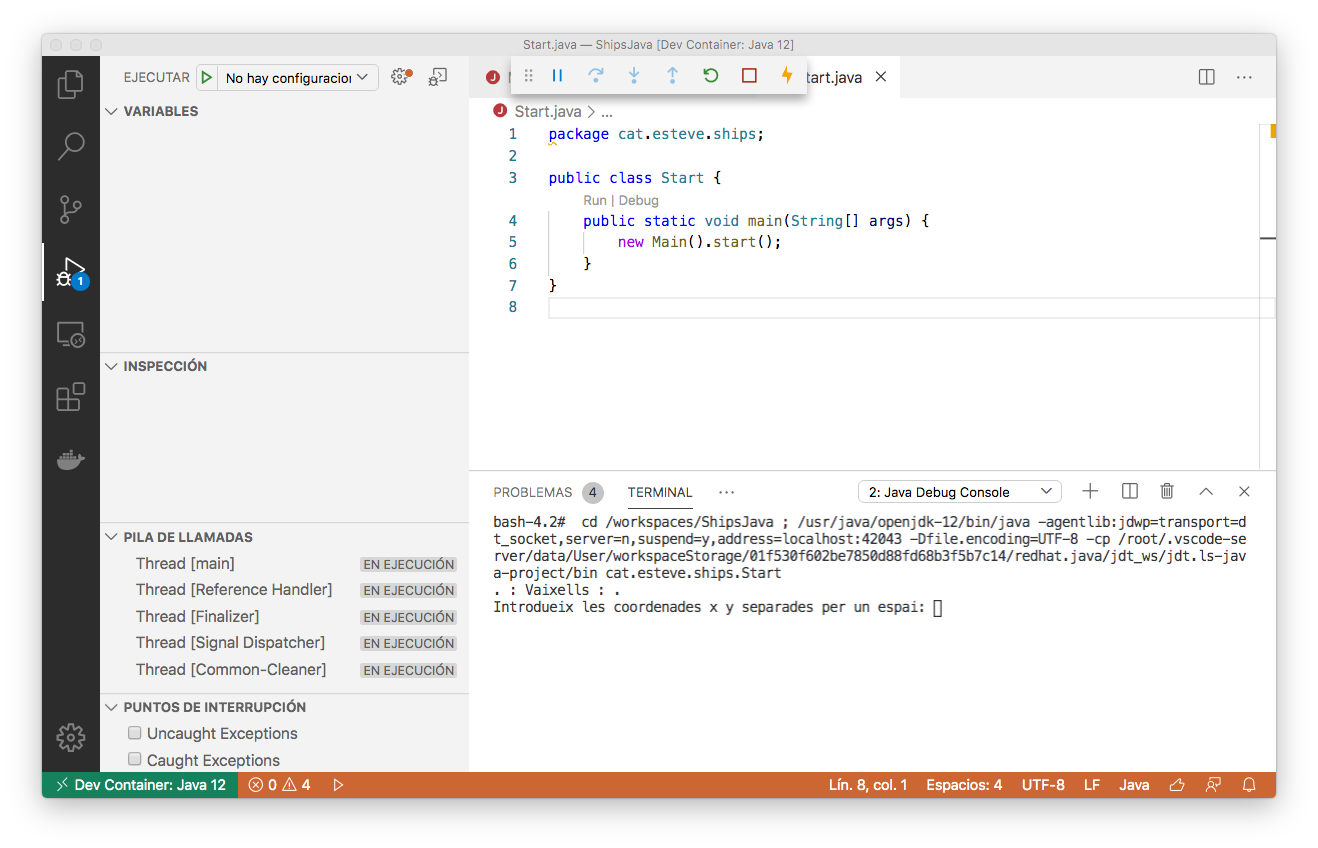 Start.java — ShipsJava [Dev Container: Java 12]
EJECUTAR No hay configuracion
tart.java
VARIABLES
Start.java > ...
1 package cat.esteve.ships;
2
3 public class Start {
Run | Debug
4 public static void main(String[] args) {
5 new Main().start();
6 }
7 }
8
INSPECCIÓN
PILA DE LLAMADAS
Thread [main] EN EJECUCIÓN
Thread [Reference Handler] EN EJECUCIÓN
Thread [Finalizer] EN EJECUCIÓN
Thread [Signal Dispatcher] EN EJECUCIÓN
Thread [Common-Cleaner] EN EJECUCIÓN
PUNTOS DE INTERRUPCIÓN
Uncaught Exceptions
Caught Exceptions
1
PROBLEMAS 4 TERMINAL ... 2: Java Debug Console
bash-4.2# cd /workspaces/ShipsJava ; /usr/java/openjdk-12/bin/java -agentlib:jdwp=transport=d
t_socket,server=n,suspend=y,address=localhost:42043 -Dfile.encoding=UTF-8 -cp /root/.vscode-se
rver/data/User/workspaceStorage/01f530f602be7850d88fd68b3f5b7c14/redhat.java/jdt_ws/jdt.ls-jav
a-project/bin cat.esteve.ships.Start
. : Vaixells : .
Introdueix les coordenades x y separades per un espai:
Dev Container: Java 12 0 4 Lín. 8, col. 1 Espacios: 4 UTF-8 LF Java